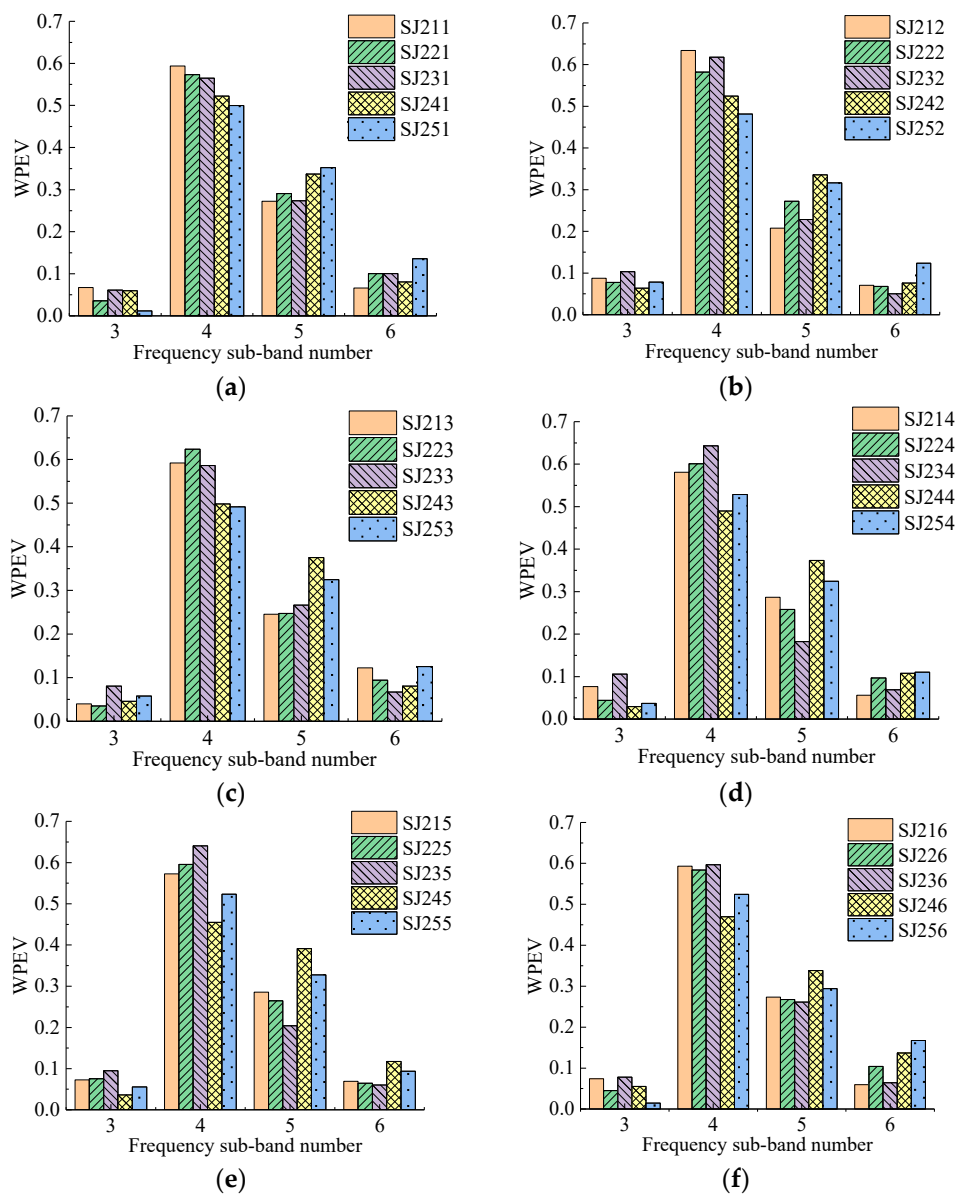 0.7
0.6
0.5
0.4
0.3
0.2
0.1
0.0
WPEV
SJ211
SJ221
SJ231
SJ241
SJ251
3 4 5 6
Frequency sub-band number
(a)
0.7
0.6
0.5
0.4
0.3
0.2
0.1
0.0
WPEV
SJ212
SJ222
SJ232
SJ242
SJ252
3 4 5 6
Frequency sub-band number
(b)
0.7
0.6
0.5
0.4
0.3
0.2
0.1
0.0
WPEV
SJ213
SJ223
SJ233
SJ243
SJ253
3 4 5 6
Frequency sub-band number
(c)
0.7
0.6
0.5
0.4
0.3
0.2
0.1
0.0
WPEV
SJ214
SJ224
SJ234
SJ244
SJ254
3 4 5 6
Frequency sub-band number
(d)
0.7
0.6
0.5
0.4
0.3
0.2
0.1
0.0
WPEV
SJ215
SJ225
SJ235
SJ245
SJ255
3 4 5 6
Frequency sub-band number
(e)
0.7
0.6
0.5
0.4
0.3
0.2
0.1
0.0
WPEV
SJ216
SJ226
SJ236
SJ246
SJ256
3 4 5 6
Frequency sub-band number
(f)